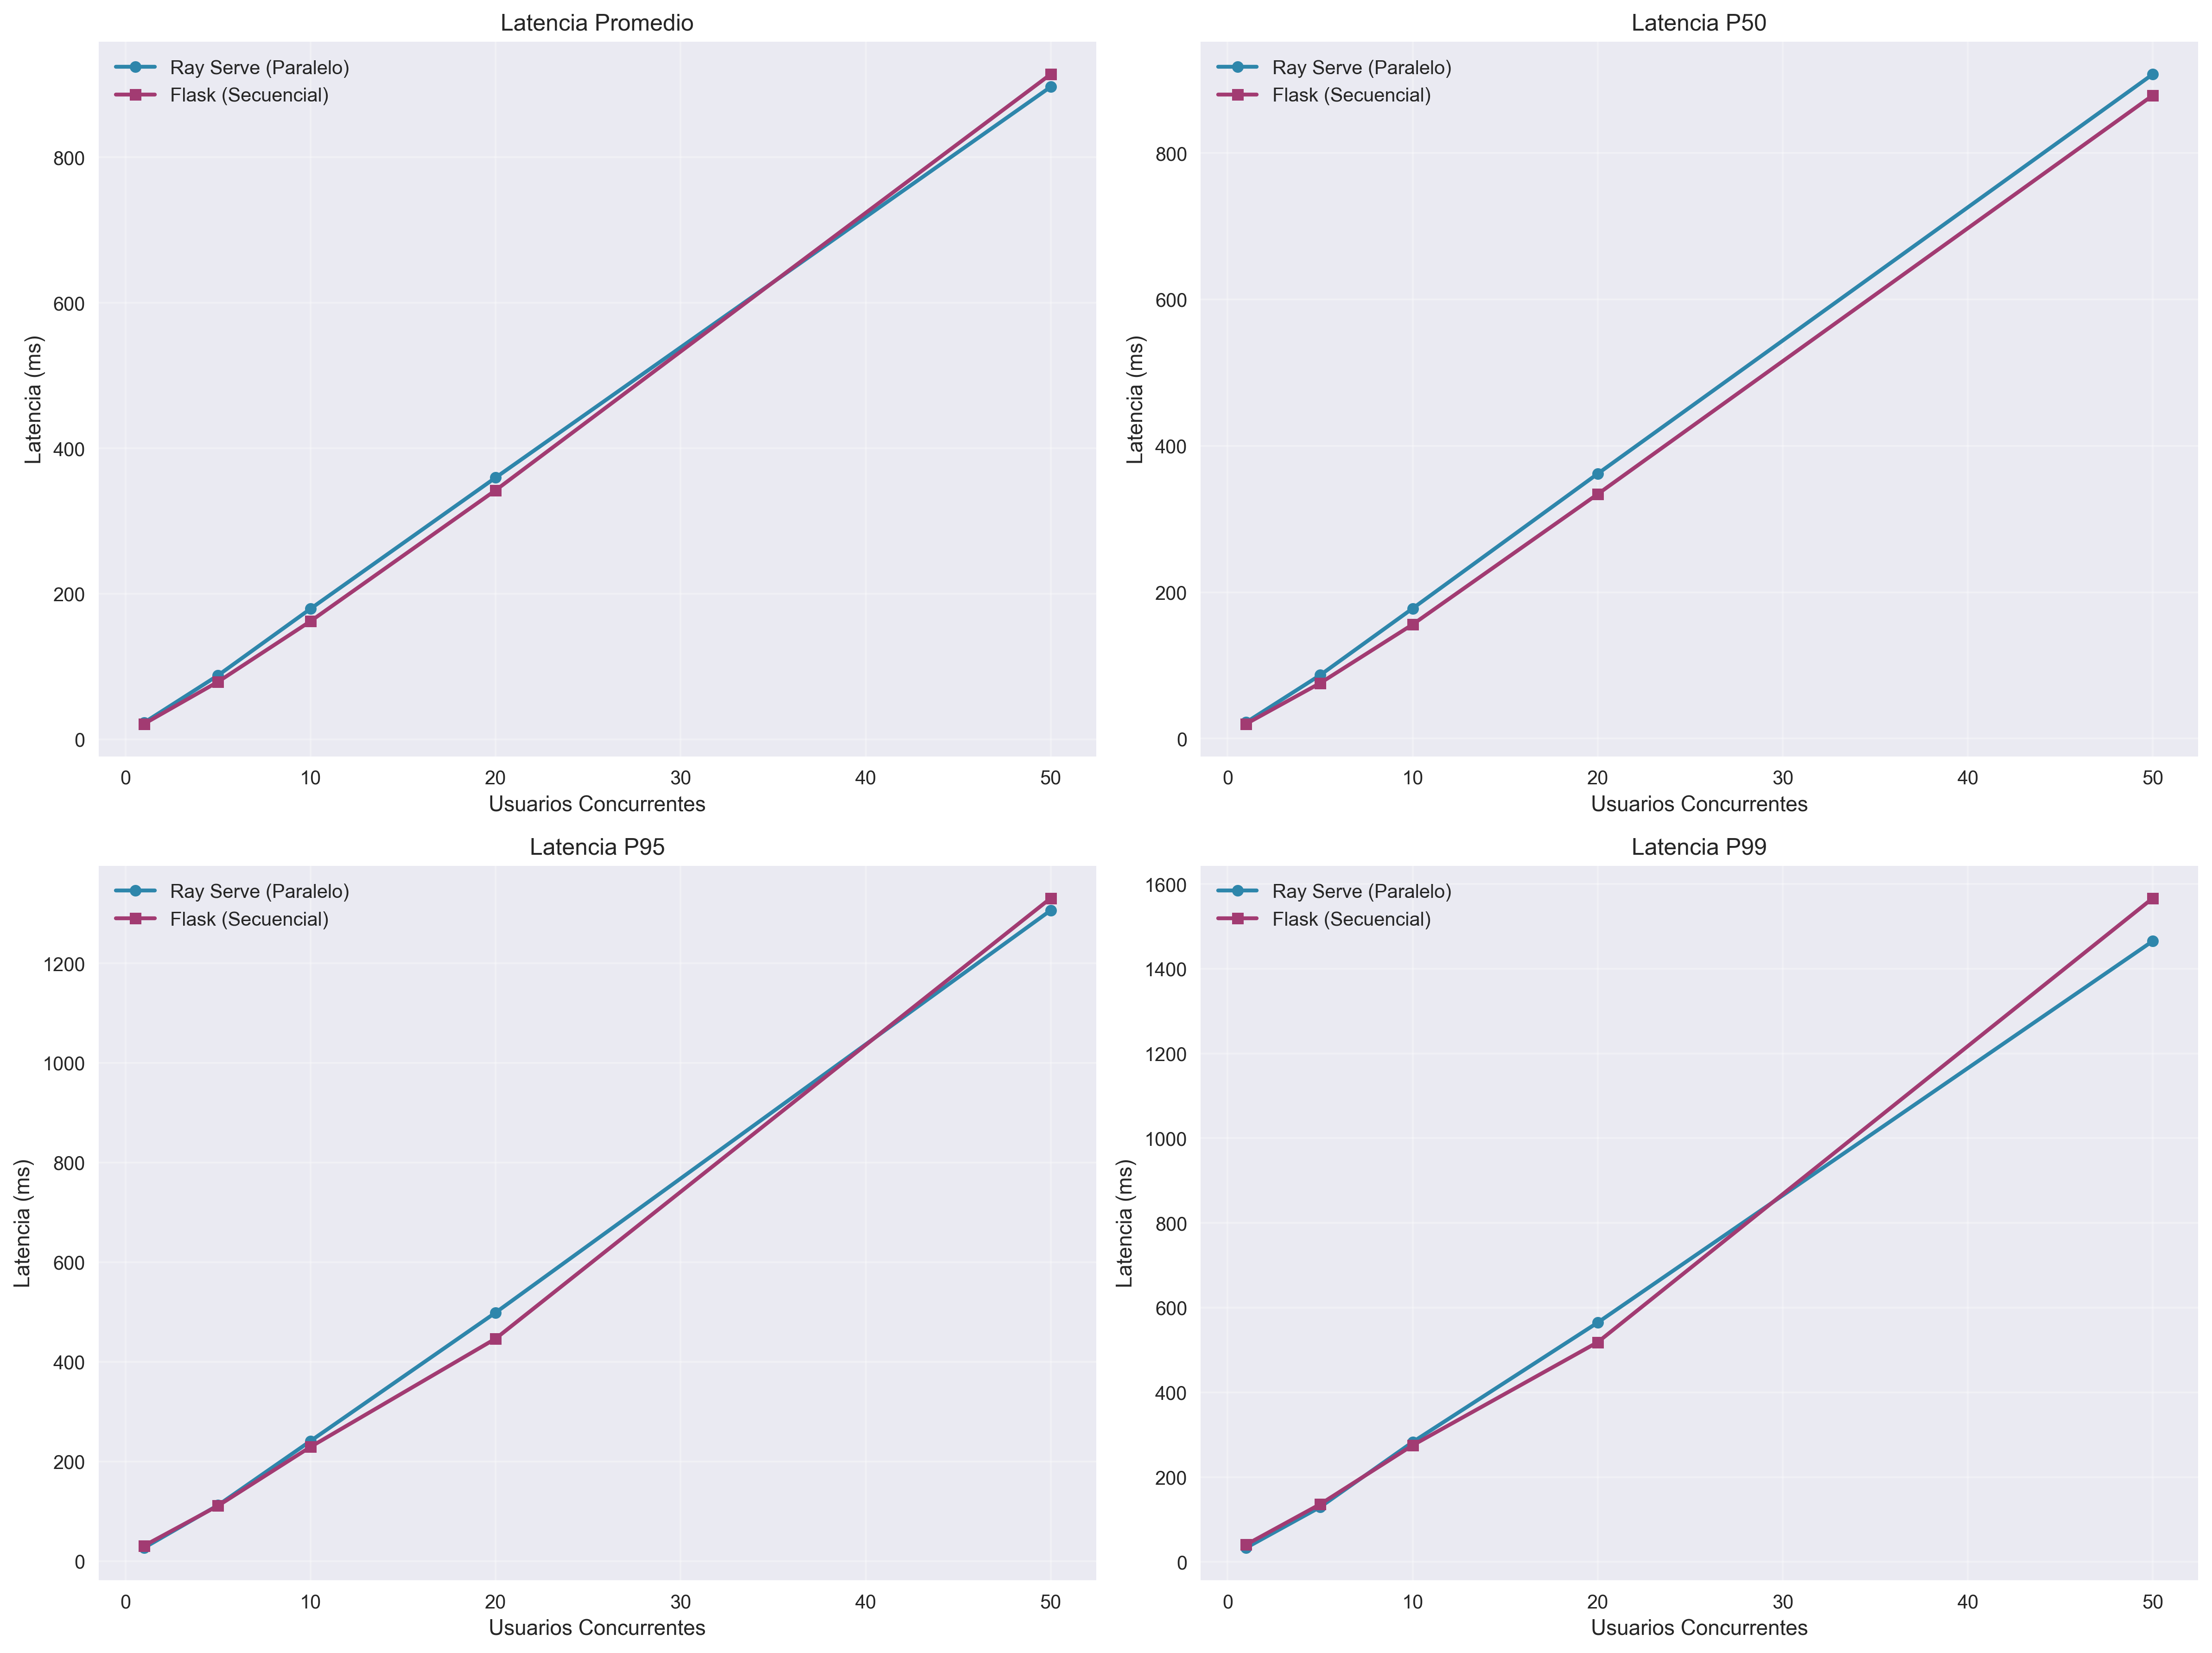 Latencia Promedio
Ray Serve (Paralelo)
Flask (Secuencial)
800
600
400
200
0
Latencia (ms)
0 10 20 30 40 50
Usuarios Concurrentes
Latencia P50
Ray Serve (Paralelo)
Flask (Secuencial)
800
600
400
200
0
Latencia (ms)
0 10 20 30 40 50
Usuarios Concurrentes
Latencia P95
Ray Serve (Paralelo)
Flask (Secuencial)
1200
1000
800
600
400
200
0
Latencia (ms)
0 10 20 30 40 50
Usuarios Concurrentes
Latencia P99
Ray Serve (Paralelo)
Flask (Secuencial)
1600
1400
1200
1000
800
600
400
200
0
Latencia (ms)
0 10 20 30 40 50
Usuarios Concurrentes